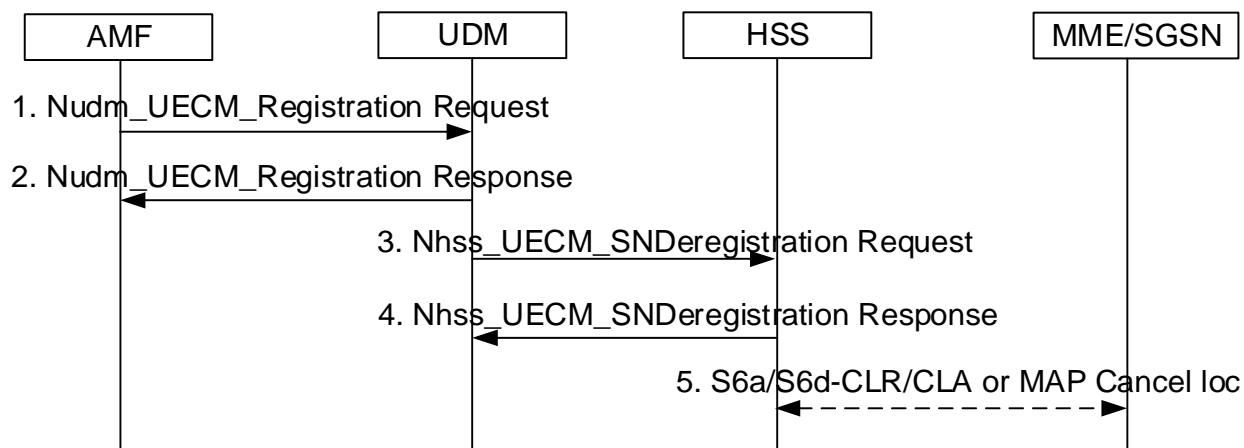 AMF
UDM
HSS
MME/SGSN
1. Nudm_UECM_Registration Request
2. Nudm_UECM_Registration Response
3. Nhss_UECM_SNDeregistration Request
4. Nhss_UECM_SNDeregistration Response
5. S6a/S6d-CLR/CLA or MAP Cancel loc